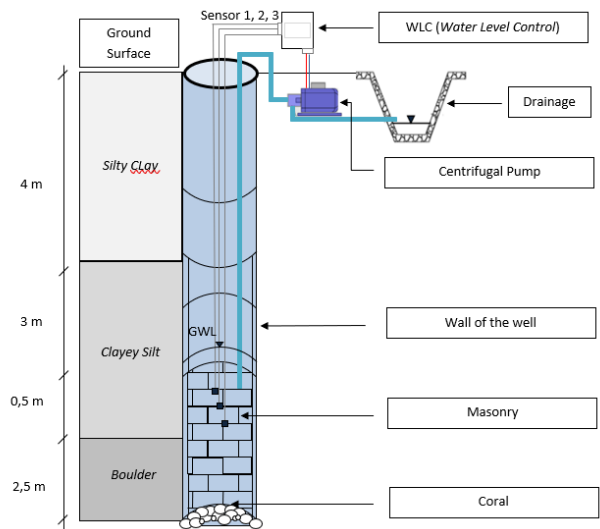 Sensor 1, 2, 3
WLC (Water Level Control)
Ground
Surface
Drainage
Silty CLay
Centrifugal Pump
4 m
3 m
GWL
Wall of the well
Clayey Silt
0,5 m
Masonry
Boulder
2,5 m
Coral